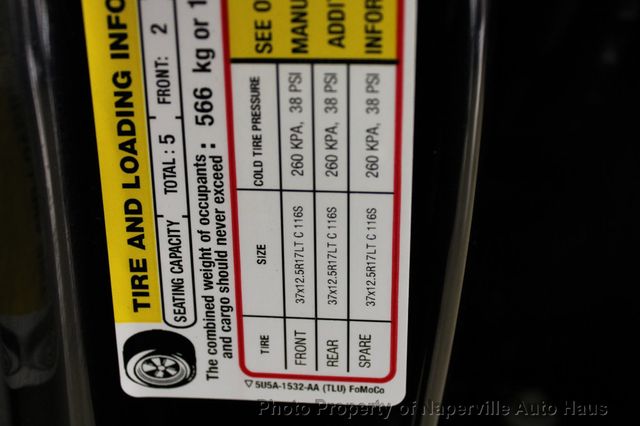 TIRE AND LOADING INFO
SEATING CAPACITY TOTAL : 5 FRONT: 2
The combined weight of occupants : 566 kg or 1
and cargo should never exceed :
TIRE SIZE COLD TIRE PRESSURE SEE O
FRONT 37x12.5R17LT C 116S 260 KPA, 38 PSI MANU
REAR 37x12.5R17LT C 116S 260 KPA, 38 PSI ADDI
SPARE 37x12.5R17LT C 116S 260 KPA, 38 PSI INFOR
5U5A-1532-AA (TLU) FoMoCo
Photo Property of Naperville Auto Haus